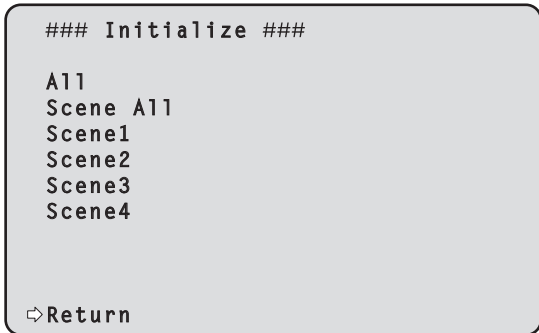 ### Initialize ###
All
Scene All
Scene1
Scene2
Scene3
Scene4
⇨Return